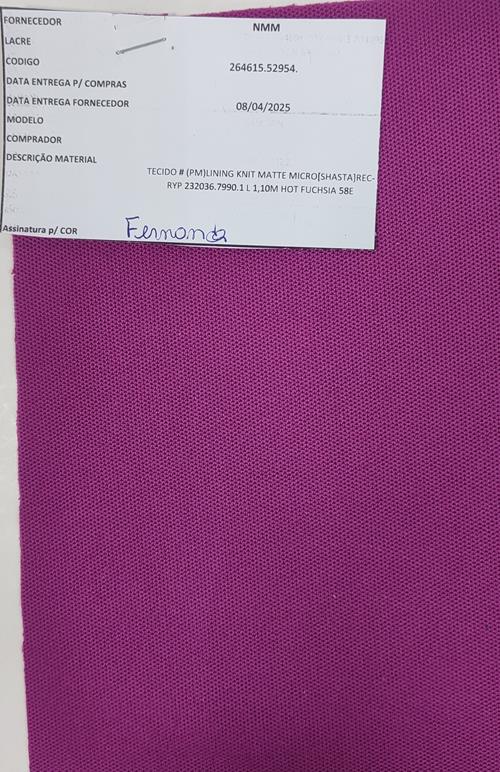 FORNECEDOR NMM
LACRE
CODIGO 264615.52954.
DATA ENTREGA P/ COMPRAS
DATA ENTREGA FORNECEDOR 08/04/2025
MODELO
COMPRADOR
DESCRIÇÃO MATERIAL
TECIDO # (PM)LINING KNIT MATTE MICRO[SHASTA]REC-
RYP 232036.7990.1 L 1,10M HOT FUCHSIA 58E
Assinatura p/ COR Fernanda